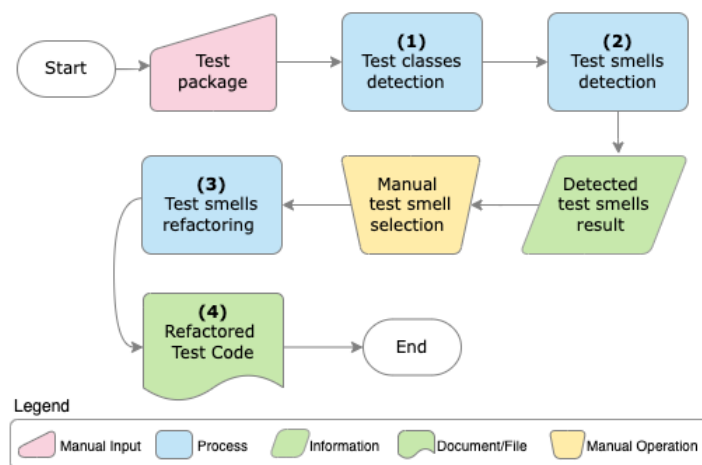 Start
Test
package
(1)
Test classes
detection
(2)
Test smells
detection
(3)
Test smells
refactoring
Manual
test smell
selection
Detected
test smells
result
(4)
Refactored
Test Code
End
Legend
Manual Input
Process
Information
Document/File
Manual Operation